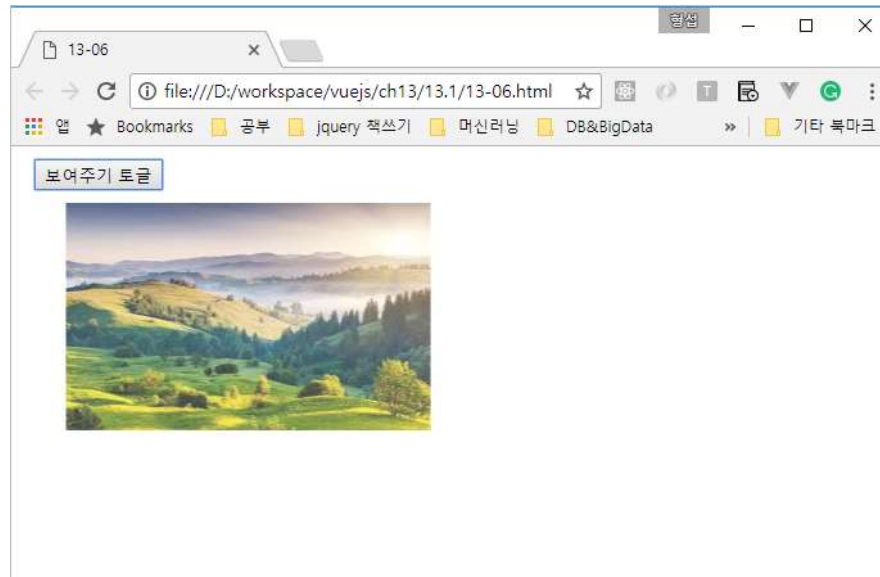 형섭
13-06
file:///D:/workspace/vuejs/ch13/13.1/13-06.html
앱 Bookmarks 공부 jquery 책쓰기 머신러닝 DB&BigData » 기타 북마크
보여주기 토글